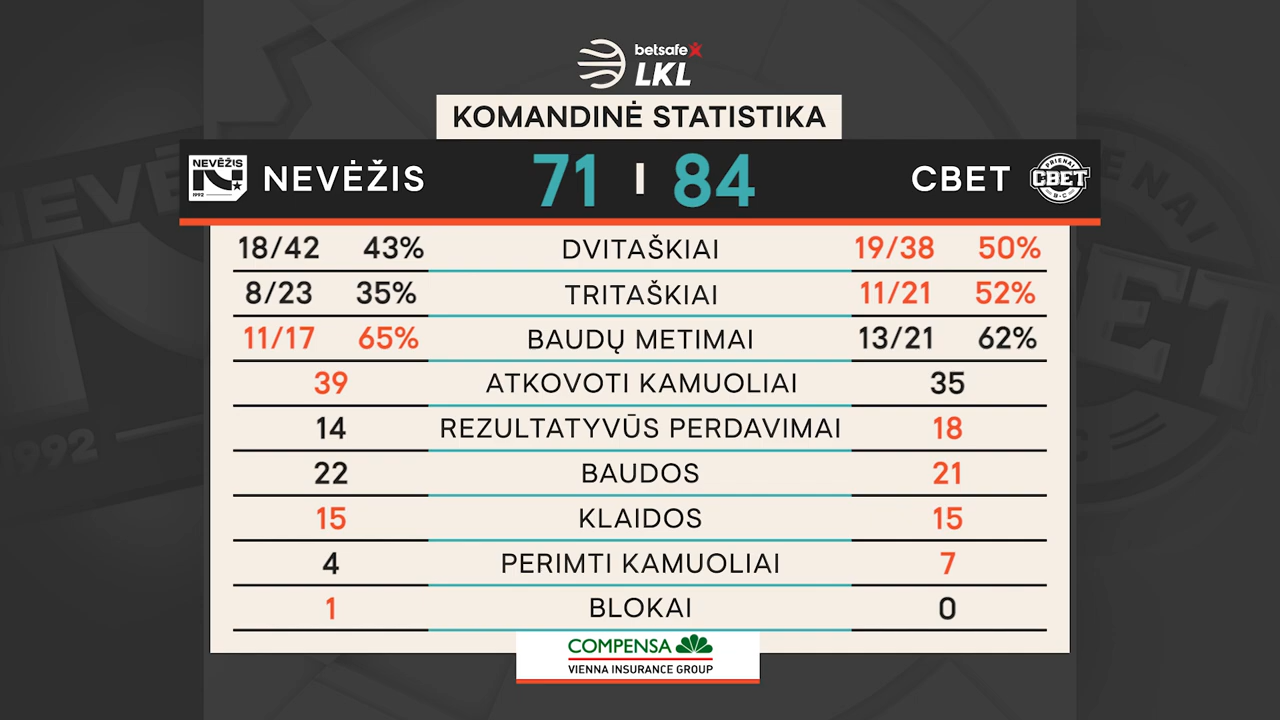 betsafe
LKL
KOMANDINĖ STATISTIKA
NEVĖŽIS 1992 NEVĖŽIS 71 | 84 CBET PRIENAI CBET B·C
18/42 43% DVITAŠKIAI 19/38 50%
8/23 35% TRITAŠKIAI 11/21 52%
11/17 65% BAUDŲ METIMAI 13/21 62%
39 ATKOVOTI KAMUOLIAI 35
14 REZULTATYVŪS PERDAVIMAI 18
22 BAUDOS 21
15 KLAIDOS 15
4 PERIMTI KAMUOLIAI 7
1 BLOKAI 0
COMPENSA
VIENNA INSURANCE GROUP